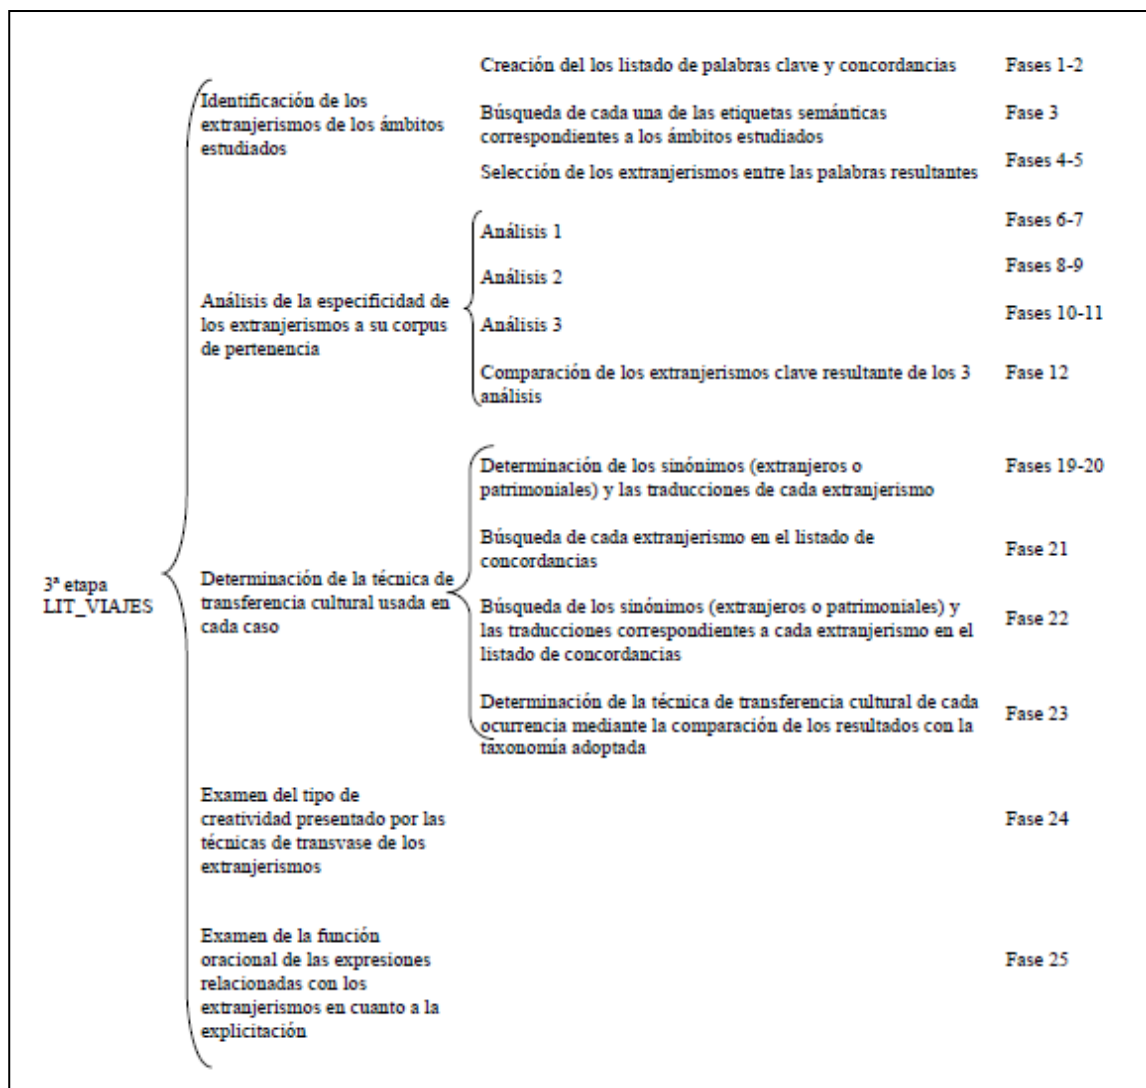 3ª etapa
LIT_VIAJES
Identificación de los
extranjerismos de los ámbitos
estudiados
Creación del los listado de palabras clave y concordancias
Fases 1-2
Búsqueda de cada una de las etiquetas semánticas
correspondientes a los ámbitos estudiados
Fase 3
Selección de los extranjerismos entre las palabras resultantes
Fases 4-5
Análisis de la especificidad de
los extranjerismos a su corpus
de pertenencia
Análisis 1
Fases 6-7
Análisis 2
Fases 8-9
Análisis 3
Fases 10-11
Comparación de los extranjerismos clave resultante de los 3
análisis
Fase 12
Determinación de la técnica de
transferencia cultural usada en
cada caso
Determinación de los sinónimos (extranjeros o
patrimoniales) y las traducciones de cada extranjerismo
Fases 19-20
Búsqueda de cada extranjerismo en el listado de
concordancias
Fase 21
Búsqueda de los sinónimos (extranjeros o patrimoniales) y
las traducciones correspondientes a cada extranjerismo en el
listado de concordancias
Fase 22
Determinación de la técnica de transferencia cultural de cada
ocurrencia mediante la comparación de los resultados con la
taxonomía adoptada
Fase 23
Examen del tipo de
creatividad presentado por las
técnicas de transvase de los
extranjerismos
Fase 24
Examen de la función
oracional de las expresiones
relacionadas con los
extranjerismos en cuanto a la
explicitación
Fase 25